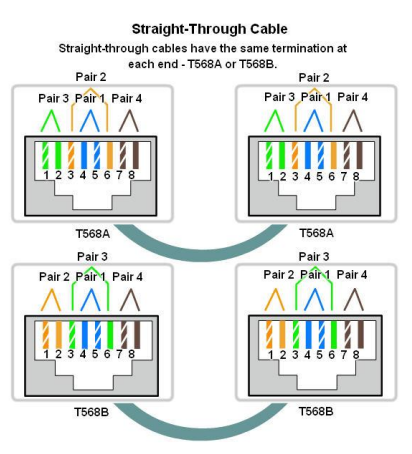 Straight-Through Cable
Straight-through cables have the same termination at
each end - T568A or T568B.
Pair 2
Pair 3 Pair 1 Pair 4
1 2 3 4 5 6 7 8
T568A
Pair 2
Pair 3 Pair 1 Pair 4
1 2 3 4 5 6 7 8
T568A
Pair 3
Pair 2 Pair 1 Pair 4
1 2 3 4 5 6 7 8
T568B
Pair 3
Pair 2 Pair 1 Pair 4
1 2 3 4 5 6 7 8
T568B